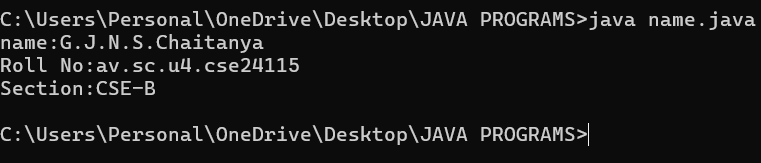 C:\Users\Personal\OneDrive\Desktop\JAVA PROGRAMS>java name.java
name:G.J.N.S.Chaitanya
Roll No:av.sc.u4.cse24115
Section:CSE-B
C:\Users\Personal\OneDrive\Desktop\JAVA PROGRAMS>